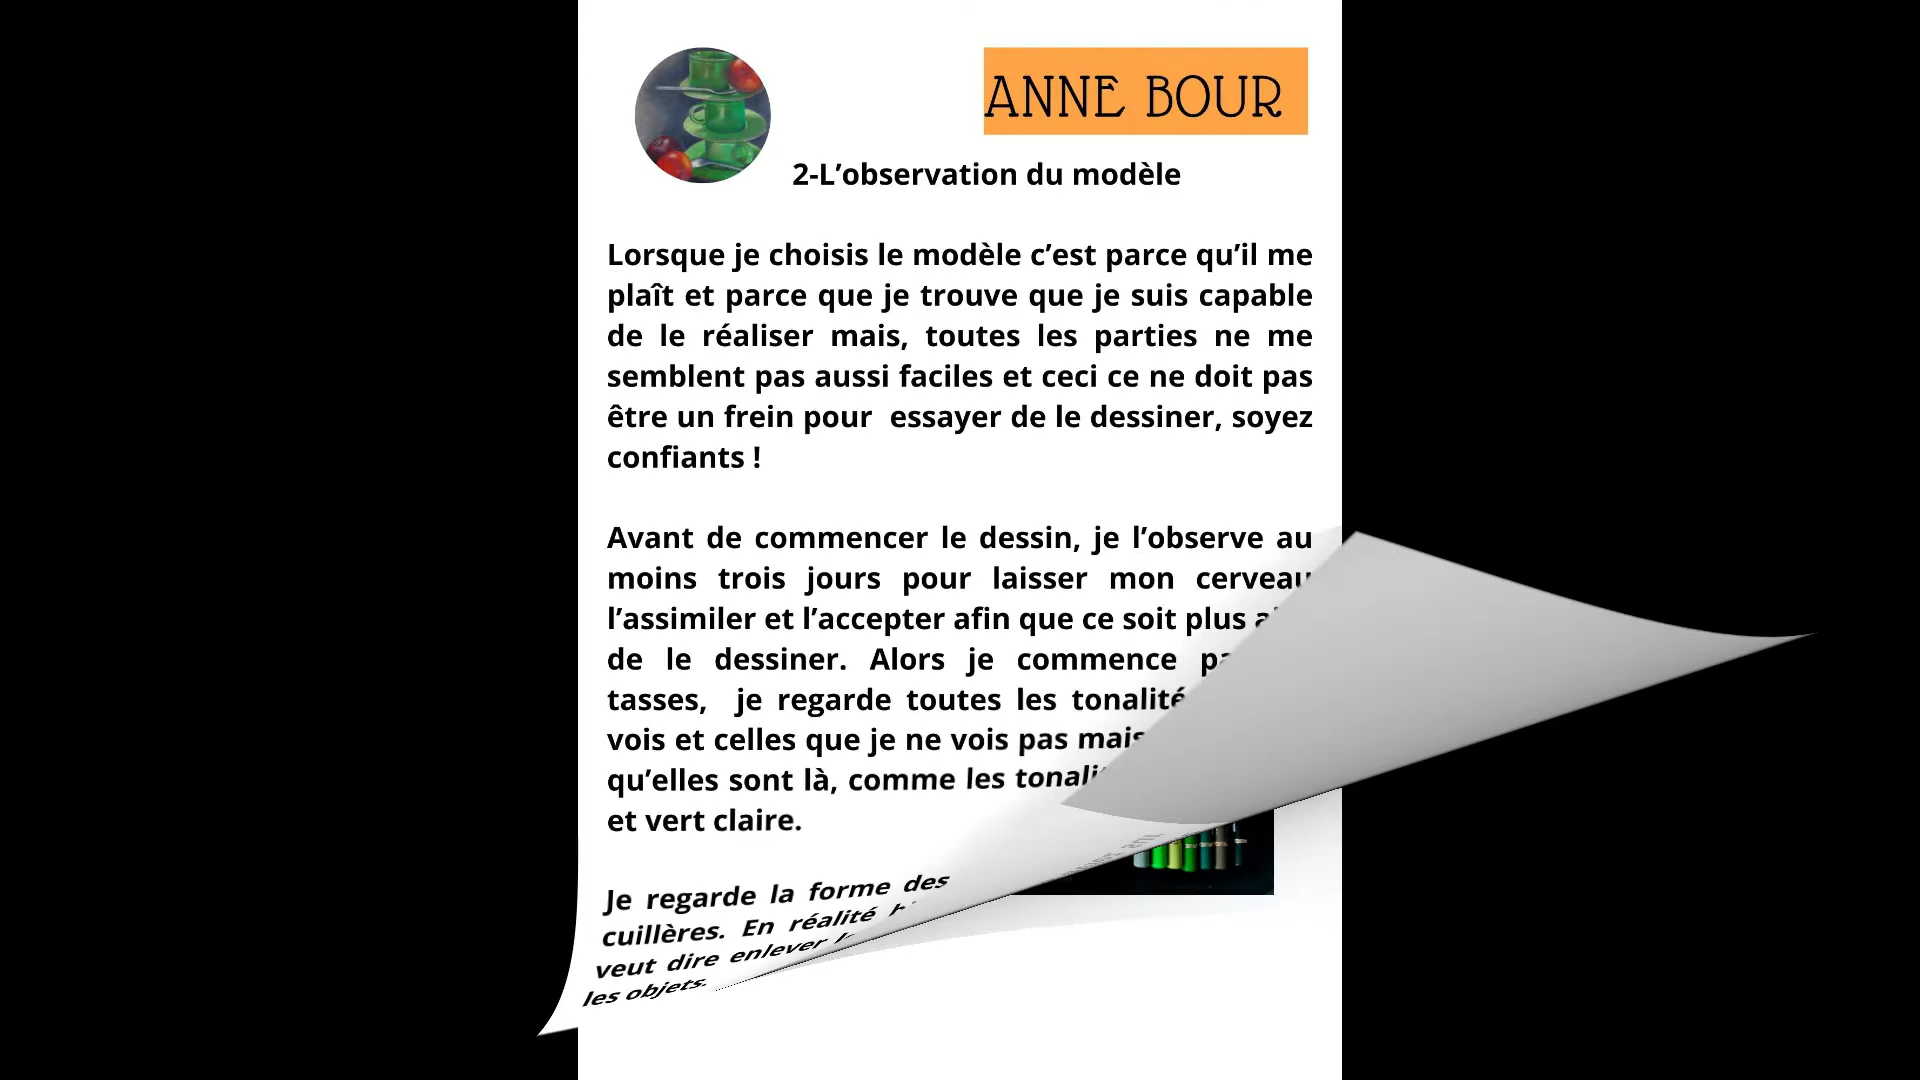 ANNE BOUR
2-L’observation du modèle
Lorsque je choisis le modèle c’est parce qu’il me
plaît et parce que je trouve que je suis capable
de le réaliser mais, toutes les parties ne me
semblent pas aussi faciles et ceci ce ne doit pas
être un frein pour  essayer de le dessiner, soyez
confiants !
Avant de commencer le dessin, je l’observe au
moins trois jours pour laisser mon cerveau
l’assimiler et l’accepter afin que ce soit plus
de le dessiner. Alors je commence
tasses,  je regarde toutes les
vois et celles que je ne vois pas mais
qu’elles sont là, comme les
et vert claire.
Je regarde la forme des
cuillères. En réalité
veut dire enlever
les objets.